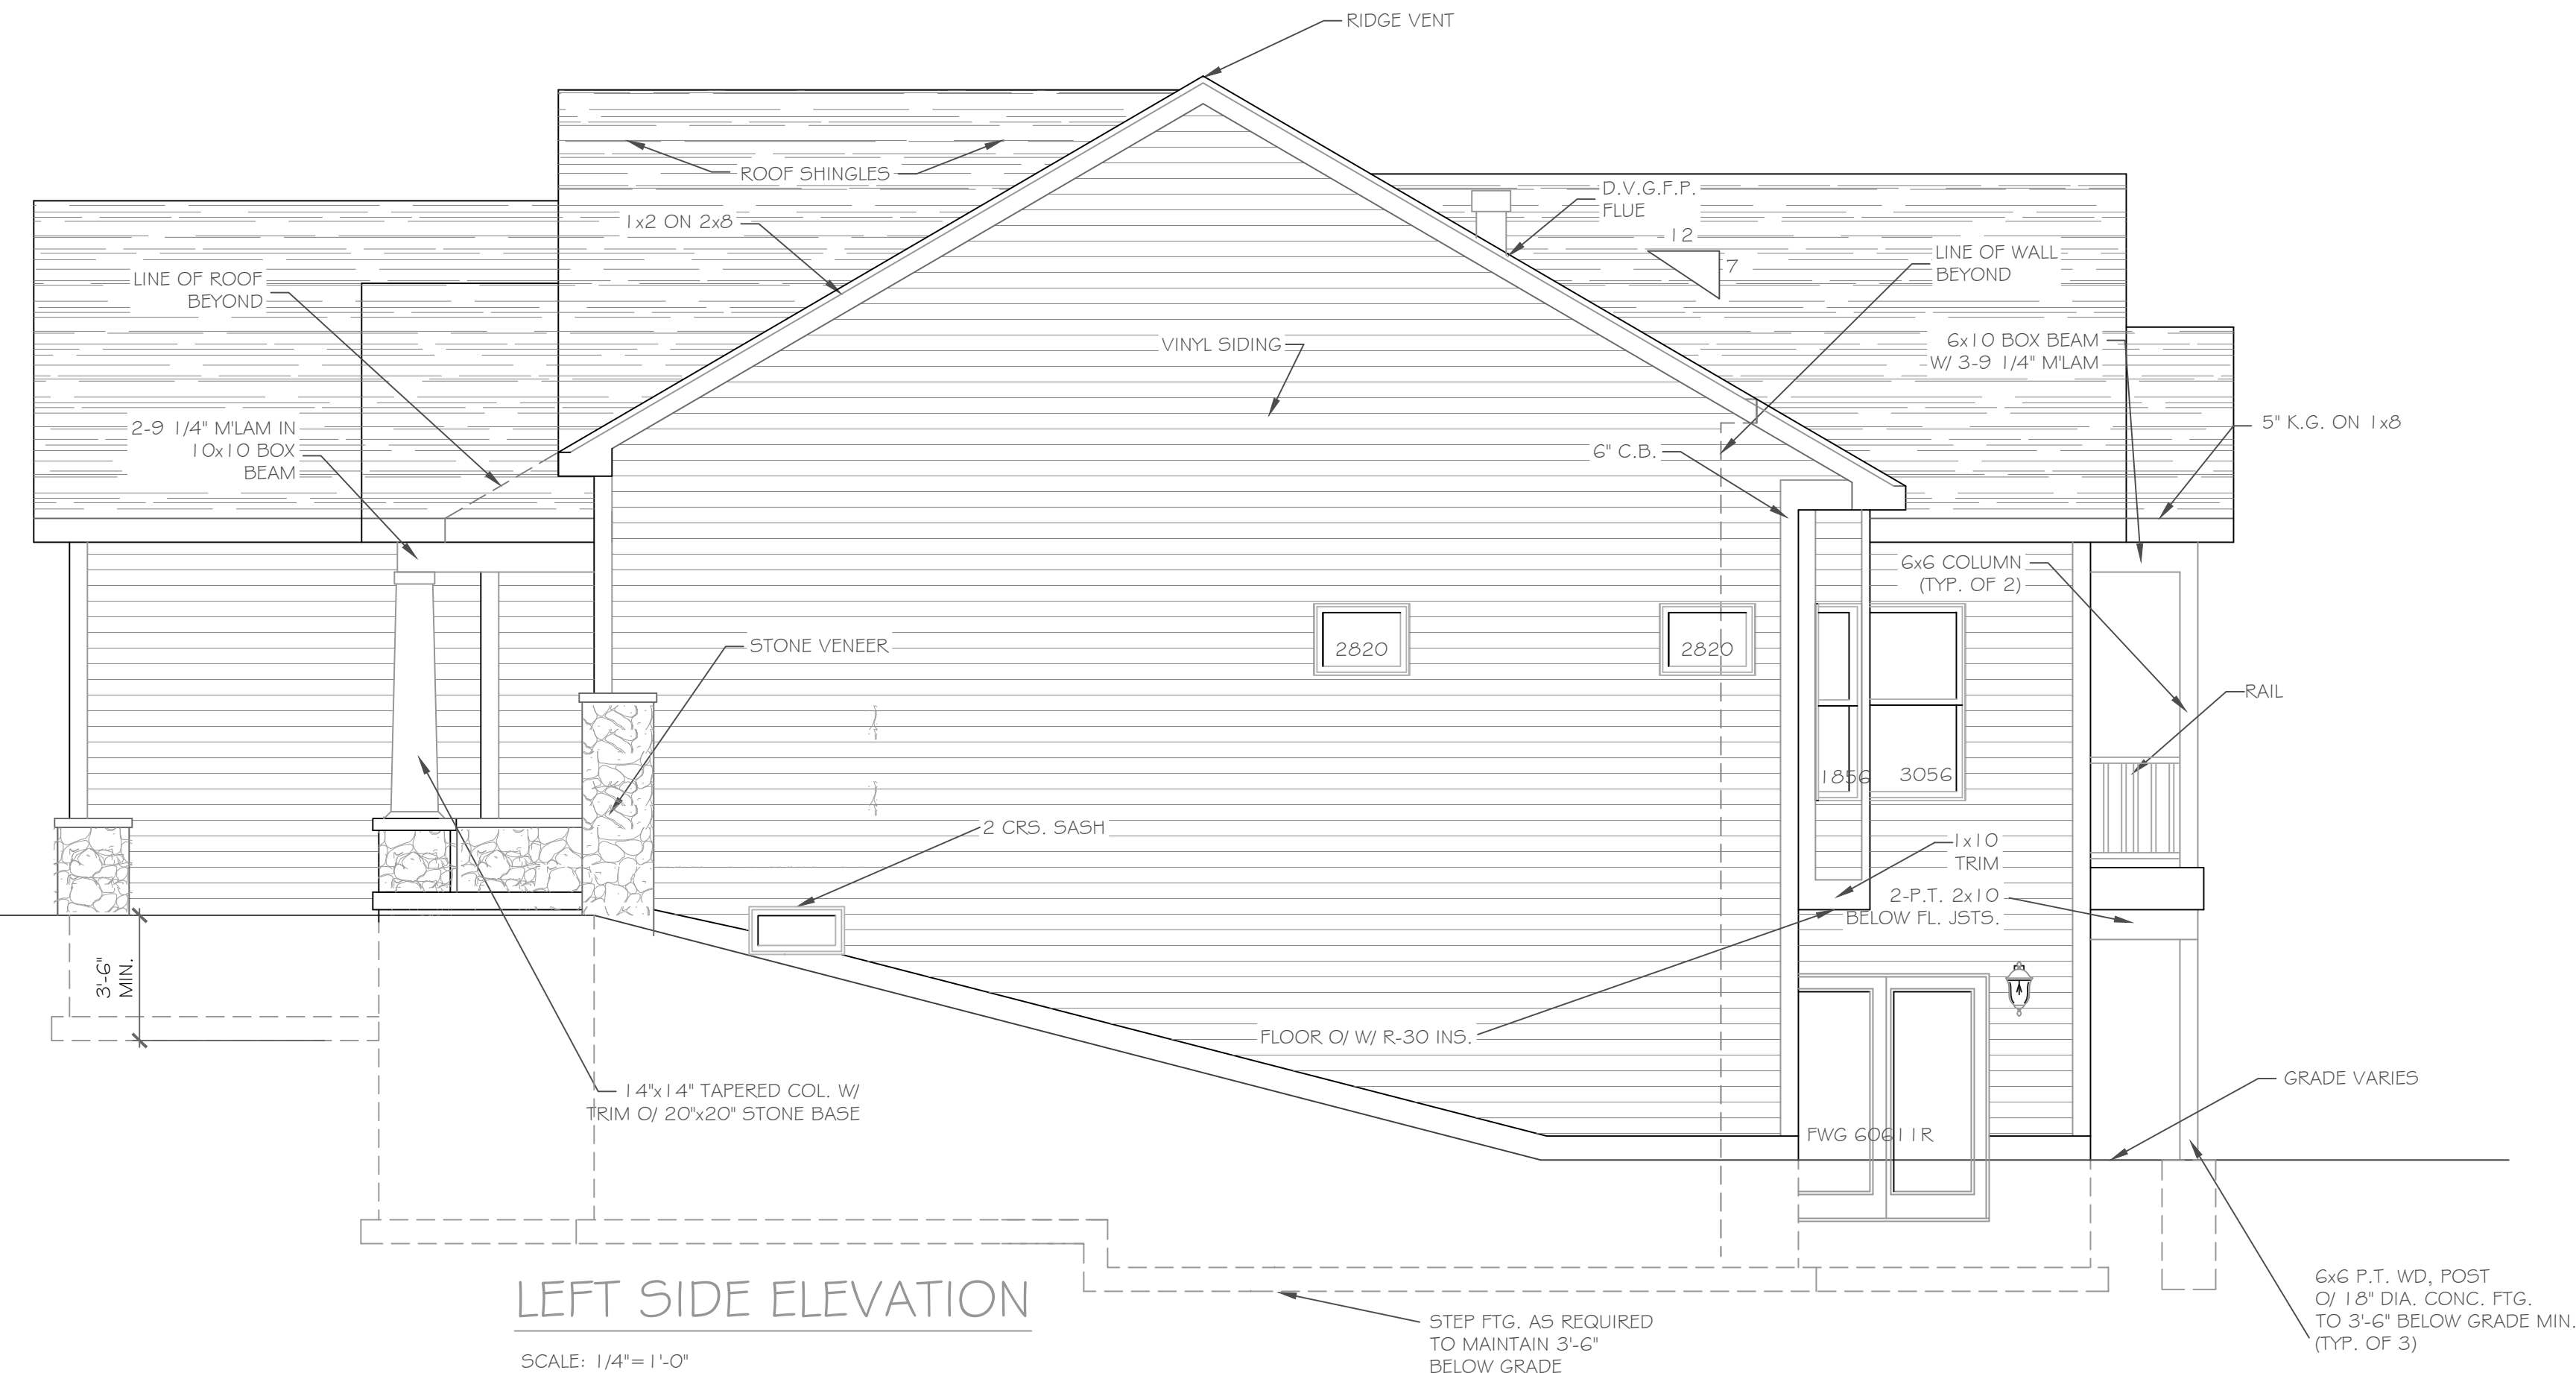 RIDGE VENT
ROOF SHINGLES
D.V.G.F.P.
FLUE
1x2 ON 2x8
12
7
LINE OF WALL
BEYOND
LINE OF ROOF
BEYOND
VINYL SIDING
6x10 BOX BEAM
W/ 3-9 1/4" M'LAM
2-9 1/4" M'LAM IN
10x10 BOX
BEAM
5" K.G. ON 1x8
6" C.B.
6x6 COLUMN
(TYP. OF 2)
STONE VENEER
2820
2820
RAIL
1856
3056
2 CRS. SASH
1x10
TRIM
2-P.T. 2x10
BELOW FL. JSTS.
3'-6"
MIN.
FLOOR O/ W/ R-30 INS.
14"x14" TAPERED COL. W/
TRIM O/ 20"x20" STONE BASE
GRADE VARIES
FWG 60611R
LEFT SIDE ELEVATION
SCALE: 1/4"=1'-0"
STEP FTG. AS REQUIRED
TO MAINTAIN 3'-6"
BELOW GRADE
6x6 P.T. WD, POST
O/ 18" DIA. CONC. FTG.
TO 3'-6" BELOW GRADE MIN.
(TYP. OF 3)